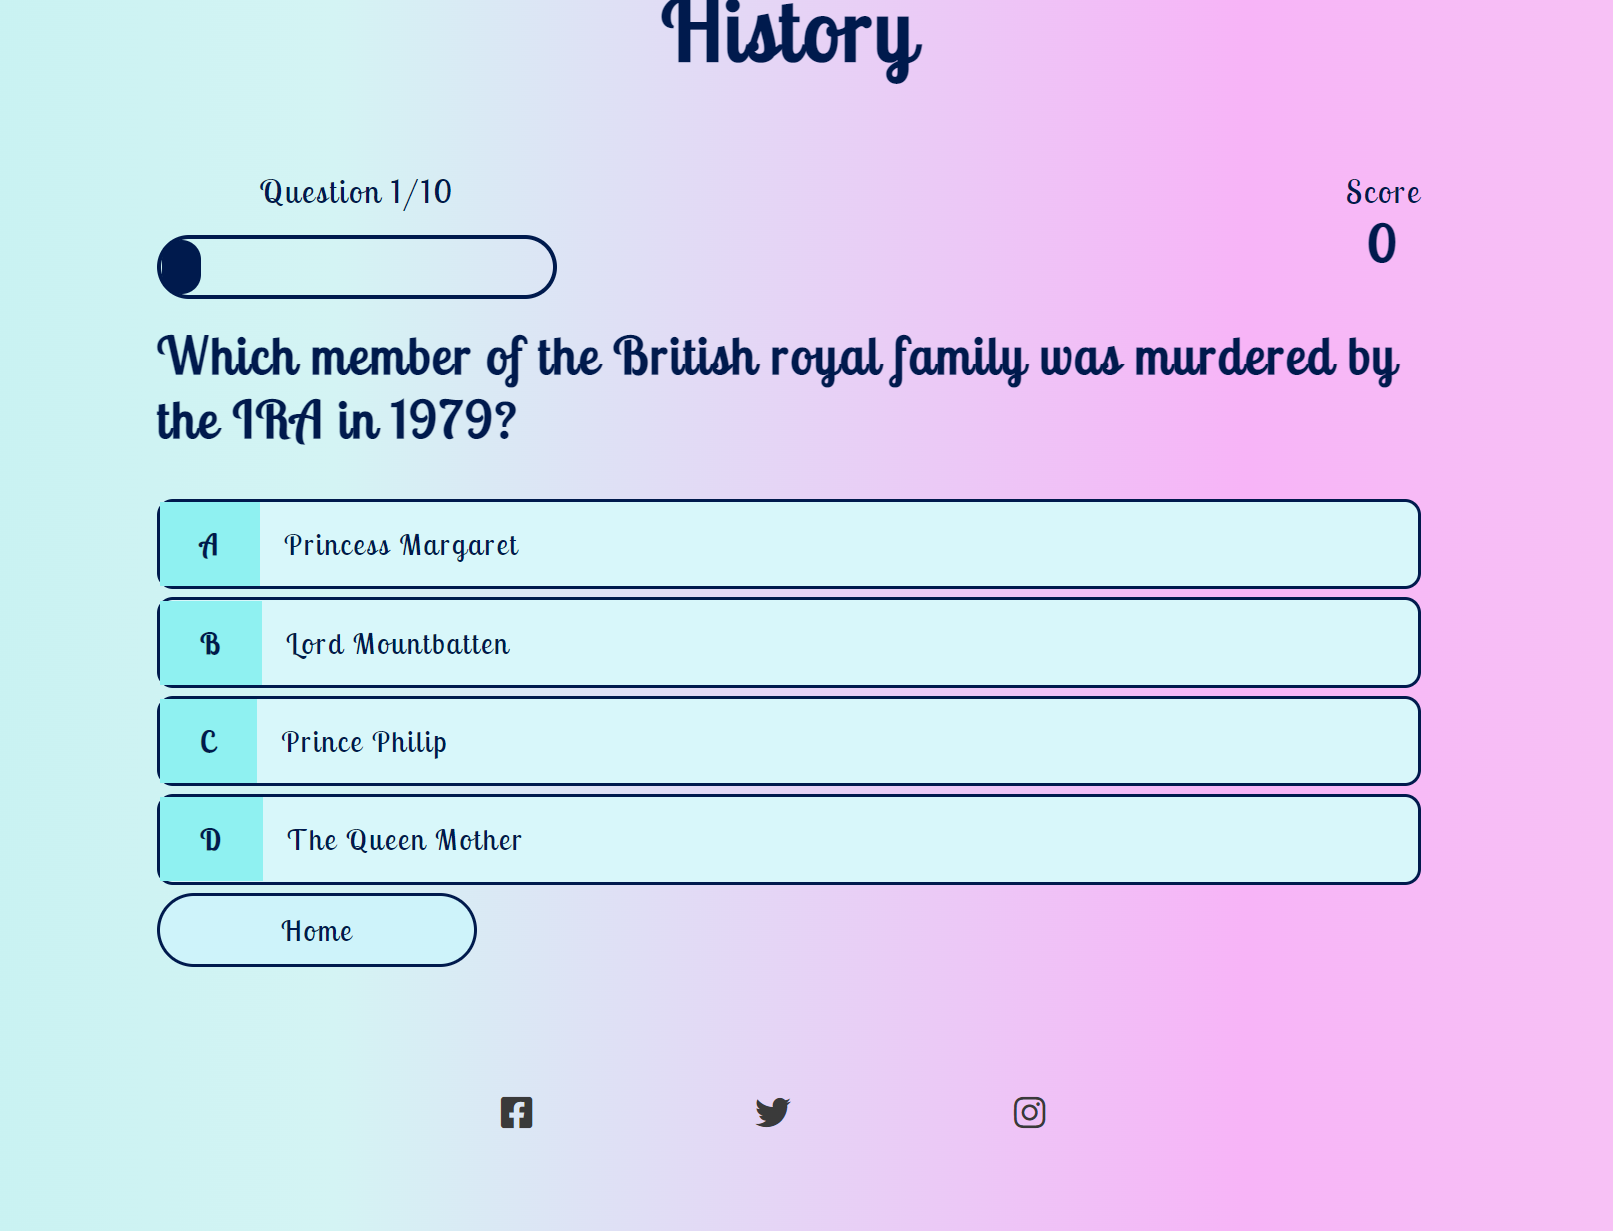 History
Question 1/10
Score
0
Which member of the British royal family was murdered by
the IRA in 1979?
A Princess Margaret
B Lord Mountbatten
C Prince Philip
D The Queen Mother
Home